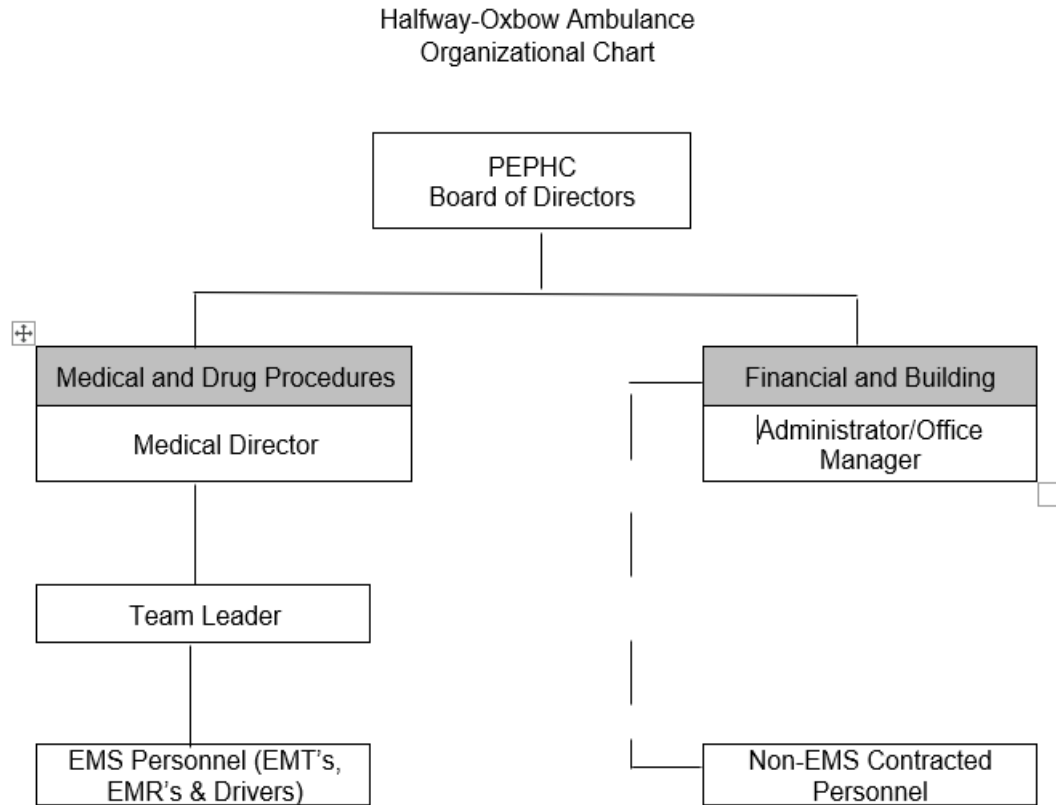 Halfway-Oxbow Ambulance
Organizational Chart
PEPHC
Board of Directors
Medical and Drug Procedures
Medical Director
Financial and Building
Administrator/Office
Manager
Team Leader
EMS Personnel (EMT’s,
EMR’s & Drivers)
Non-EMS Contracted
Personnel